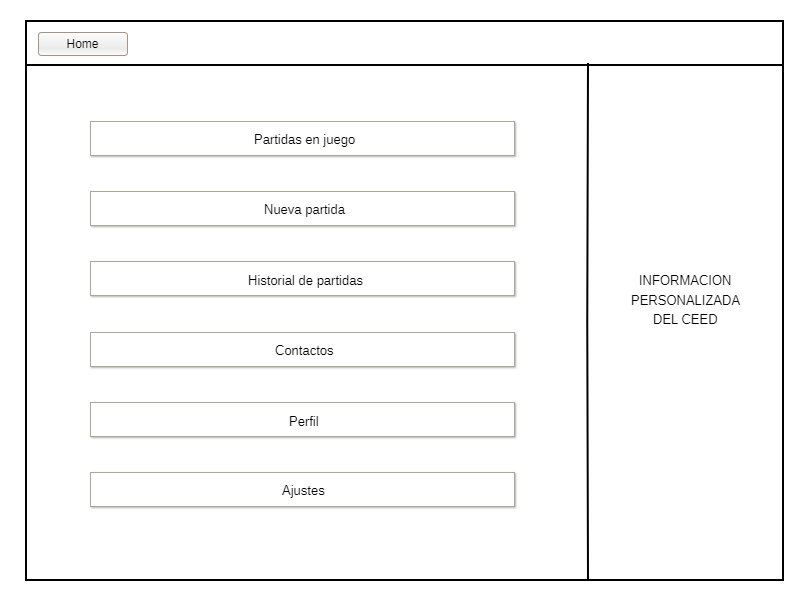 Home
Partidas en juego
Nueva partida
Historial de partidas
Contactos
Perfil
Ajustes
INFORMACION
PERSONALIZADA
DEL CEED